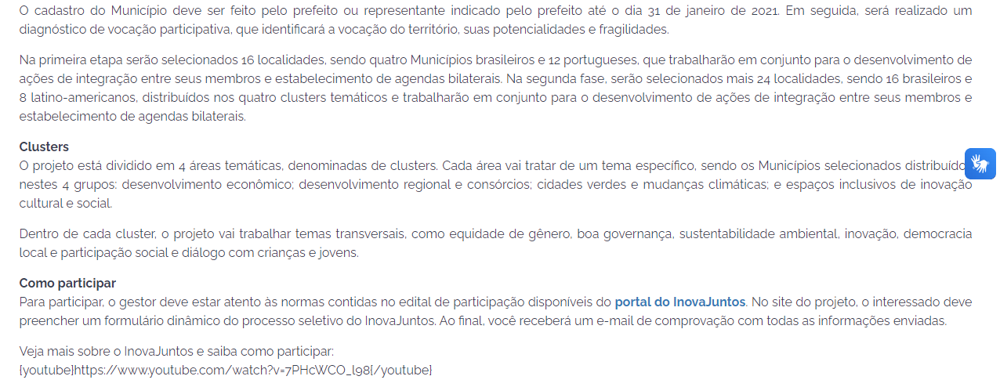 O cadastro do Município deve ser feito pelo prefeito ou representante indicado pelo prefeito até o dia 31 de janeiro de 2021. Em seguida, será realizado um
diagnóstico de vocação participativa, que identificará a vocação do território, suas potencialidades e fragilidades.
Na primeira etapa serão selecionados 16 localidades, sendo quatro Municípios brasileiros e 12 portugueses, que trabalharão em conjunto para o desenvolvimento de
ações de integração entre seus membros e estabelecimento de agendas bilaterais. Na segunda fase, serão selecionados mais 24 localidades, sendo 16 brasileiros e
8 latino-americanos, distribuídos nos quatro clusters temáticos e trabalharão em conjunto para o desenvolvimento de ações de integração entre seus membros e
estabelecimento de agendas bilaterais.
Clusters
O projeto está dividido em 4 áreas temáticas, denominadas de clusters. Cada área vai tratar de um tema específico, sendo os Municípios selecionados distribuído
nestes 4 grupos: desenvolvimento econômico; desenvolvimento regional e consórcios; cidades verdes e mudanças climáticas; e espaços inclusivos de inovação
cultural e social.
Dentro de cada cluster, o projeto vai trabalhar temas transversais, como equidade de gênero, boa governança, sustentabilidade ambiental, inovação, democracia
local e participação social e diálogo com crianças e jovens.
Como participar
Para participar, o gestor deve estar atento às normas contidas no edital de participação disponíveis do portal do InovaJuntos. No site do projeto, o interessado deve
preencher um formulário dinâmico do processo seletivo do InovaJuntos. Ao final, você receberá um e-mail de comprovação com todas as informações enviadas.
Veja mais sobre o InovaJuntos e saiba como participar:
{youtube}https://www.youtube.com/watch?v=7PHcWCO_l98{/youtube}